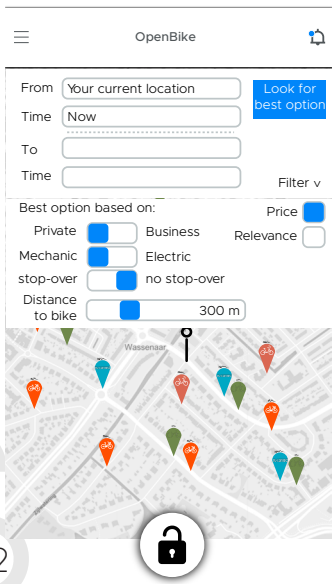 OpenBike
From Your current location
Time Now
Look for
best option
To
Time
Filter v
Best option based on:
Price
Private Business
Relevance
Mechanic Electric
stop-over no stop-over
Distance
to bike
300 m
Wassenaar